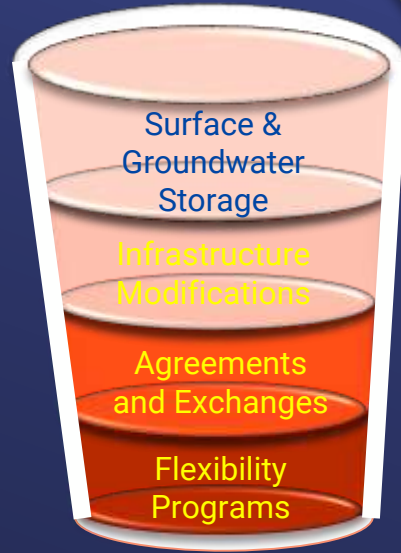 Surface &
Groundwater
Storage
Infrastructure
Modifications
Agreements
and Exchanges
Flexibility
Programs